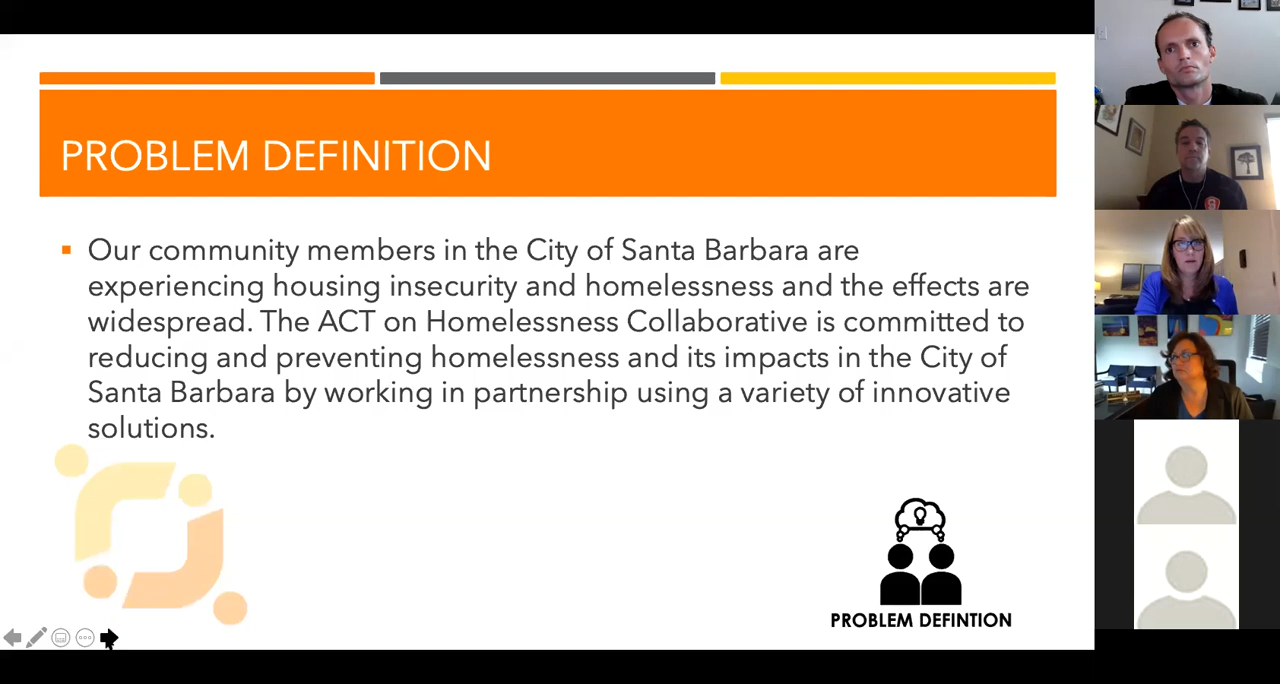 PROBLEM DEFINITION
Our community members in the City of Santa Barbara are
experiencing housing insecurity and homelessness and the effects are
widespread. The ACT on Homelessness Collaborative is committed to
reducing and preventing homelessness and its impacts in the City of
Santa Barbara by working in partnership using a variety of innovative
solutions.
PROBLEM DEFINTION